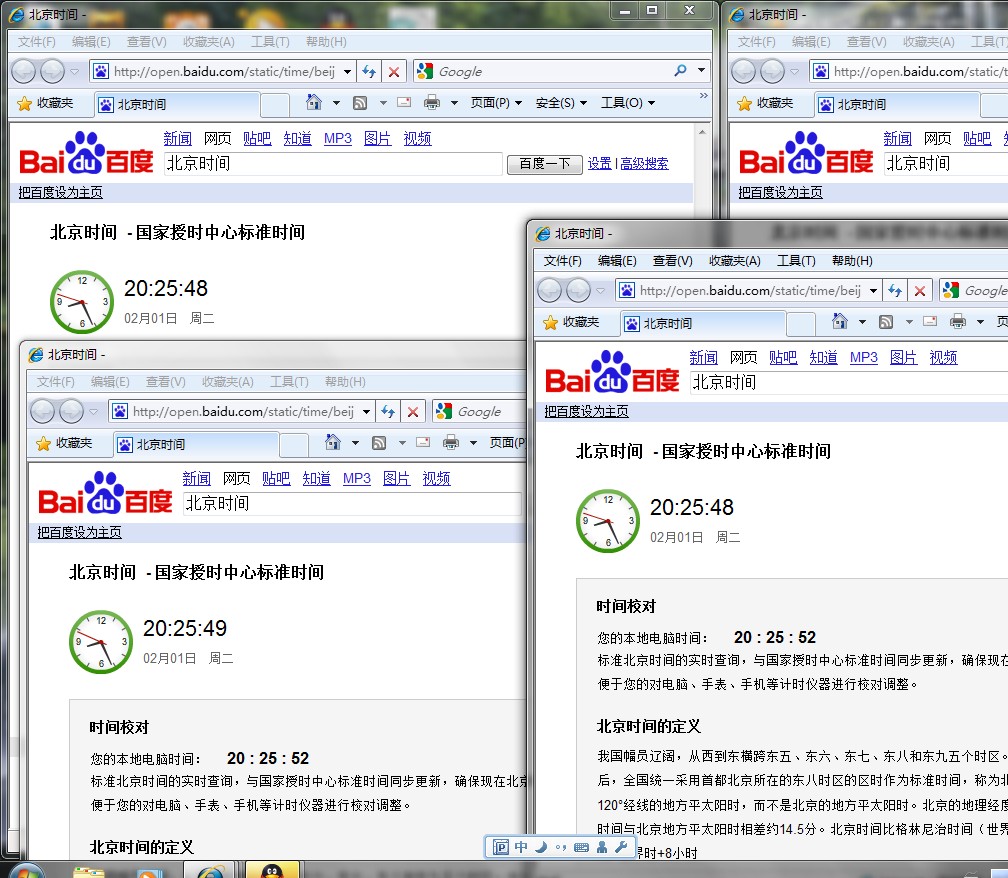 北京时间 -
文件(F) 编辑(E) 查看(V) 收藏夹(A) 工具(T) 帮助(H)
http://open.baidu.com/static/time/beij
Google
收藏夹 北京时间
页面(P) 安全(S) 工具(O)
Bai du 百度
新闻 网页 贴吧 知道 MP3 图片 视频
北京时间 百度一下 设置 | 高级搜索
把百度设为主页
北京时间 - 国家授时中心标准时间
12 3 6 9
20:25:48
02月01日 周二
北京时间 -
文件(F) 编辑(E) 查看(V) 收藏夹(A) 工具(T)
http://open.baidu.com/static/time/beij
收藏夹 北京时间
Bai du 百度
新闻 网页 贴吧
北京时间
把百度设为主页
北京时间 -
文件(F) 编辑(E) 查看(V) 收藏夹(A) 工具(T) 帮助(H)
http://open.baidu.com/static/time/beij
Google
收藏夹 北京时间
页面(P
Bai du 百度
新闻 网页 贴吧 知道 MP3 图片 视频
北京时间
把百度设为主页
北京时间 - 国家授时中心标准时间
12 3 6 9
20:25:49
02月01日 周二
时间校对
您的本地电脑时间： 20 : 25 : 52
标准北京时间的实时查询，与国家授时中心标准时间同步更新，确保现在北京
便于您的对电脑、手表、手机等计时仪器进行校对调整。
北京时间的定义
北京时间 -
文件(F) 编辑(E) 查看(V) 收藏夹(A) 工具(T) 帮助(H)
http://open.baidu.com/static/time/beij
Google
收藏夹 北京时间
页
Bai du 百度
新闻 网页 贴吧 知道 MP3 图片 视频
北京时间
把百度设为主页
北京时间 - 国家授时中心标准时间
12 3 6 9
20:25:48
02月01日 周二
时间校对
您的本地电脑时间： 20 : 25 : 52
标准北京时间的实时查询，与国家授时中心标准时间同步更新，确保现在
便于您的对电脑、手表、手机等计时仪器进行校对调整。
北京时间的定义
我国幅员辽阔，从西到东横跨东五、东六、东七、东八和东九五个时区。
后，全国统一采用首都北京所在的东八时区的区时作为标准时间，称为北
120°经线的地方平太阳时，而不是北京的地方平太阳时。北京的地理经度
时间与北京地方平太阳时相差约14.5分。北京时间比格林尼治时间（世界
界时+8小时
中